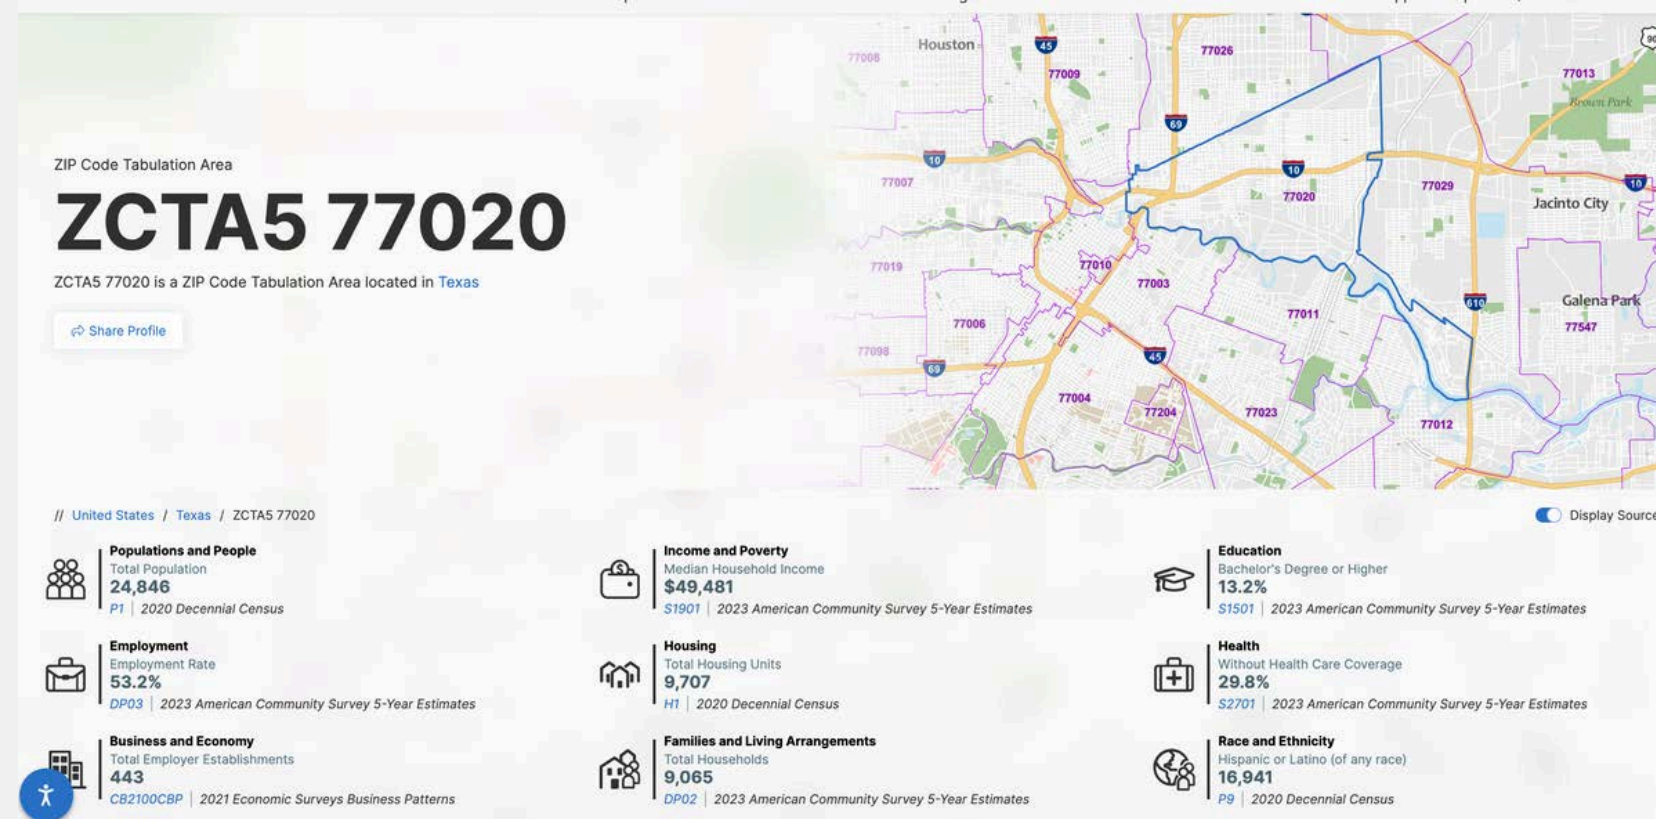 ZIP Code Tabulation Area
ZCTA5 77020
ZCTA5 77020 is a ZIP Code Tabulation Area located in Texas
Share Profile
77008
Houston
45
77009
77026
90
77013
Brown Park
69
10
10
77007
77020
77029
10
Jacinto City
77019
77010
77003
77006
77011
610
Galena Park
77547
77098
69
45
77004
77204
77023
77012
// United States / Texas / ZCTA5 77020
Display Source
Populations and People
Total Population
24,846
P1 | 2020 Decennial Census
Income and Poverty
Median Household Income
$49,481
S1901 | 2023 American Community Survey 5-Year Estimates
Education
Bachelor's Degree or Higher
13.2%
S1501 | 2023 American Community Survey 5-Year Estimates
Employment
Employment Rate
53.2%
DP03 | 2023 American Community Survey 5-Year Estimates
Housing
Total Housing Units
9,707
H1 | 2020 Decennial Census
Health
Without Health Care Coverage
29.8%
S2701 | 2023 American Community Survey 5-Year Estimates
Business and Economy
Total Employer Establishments
443
CB2100CBP | 2021 Economic Surveys Business Patterns
Families and Living Arrangements
Total Households
9,065
DP02 | 2023 American Community Survey 5-Year Estimates
Race and Ethnicity
Hispanic or Latino (of any race)
16,941
P9 | 2020 Decennial Census